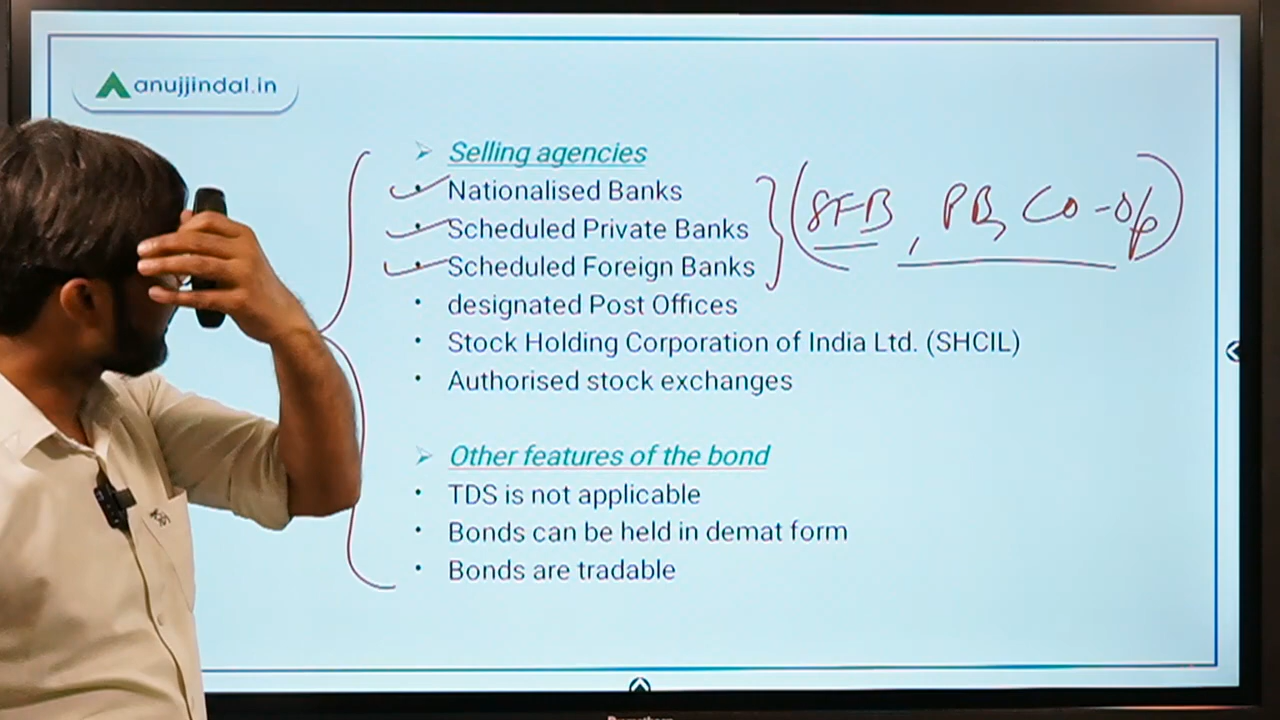 anujjindal.in
Selling agencies
Nationalised Banks
Scheduled Private Banks
Scheduled Foreign Banks
SFB, PB, Co-op
designated Post Offices
Stock Holding Corporation of India Ltd. (SHCIL)
Authorised stock exchanges
Other features of the bond
TDS is not applicable
Bonds can be held in demat form
Bonds are tradable